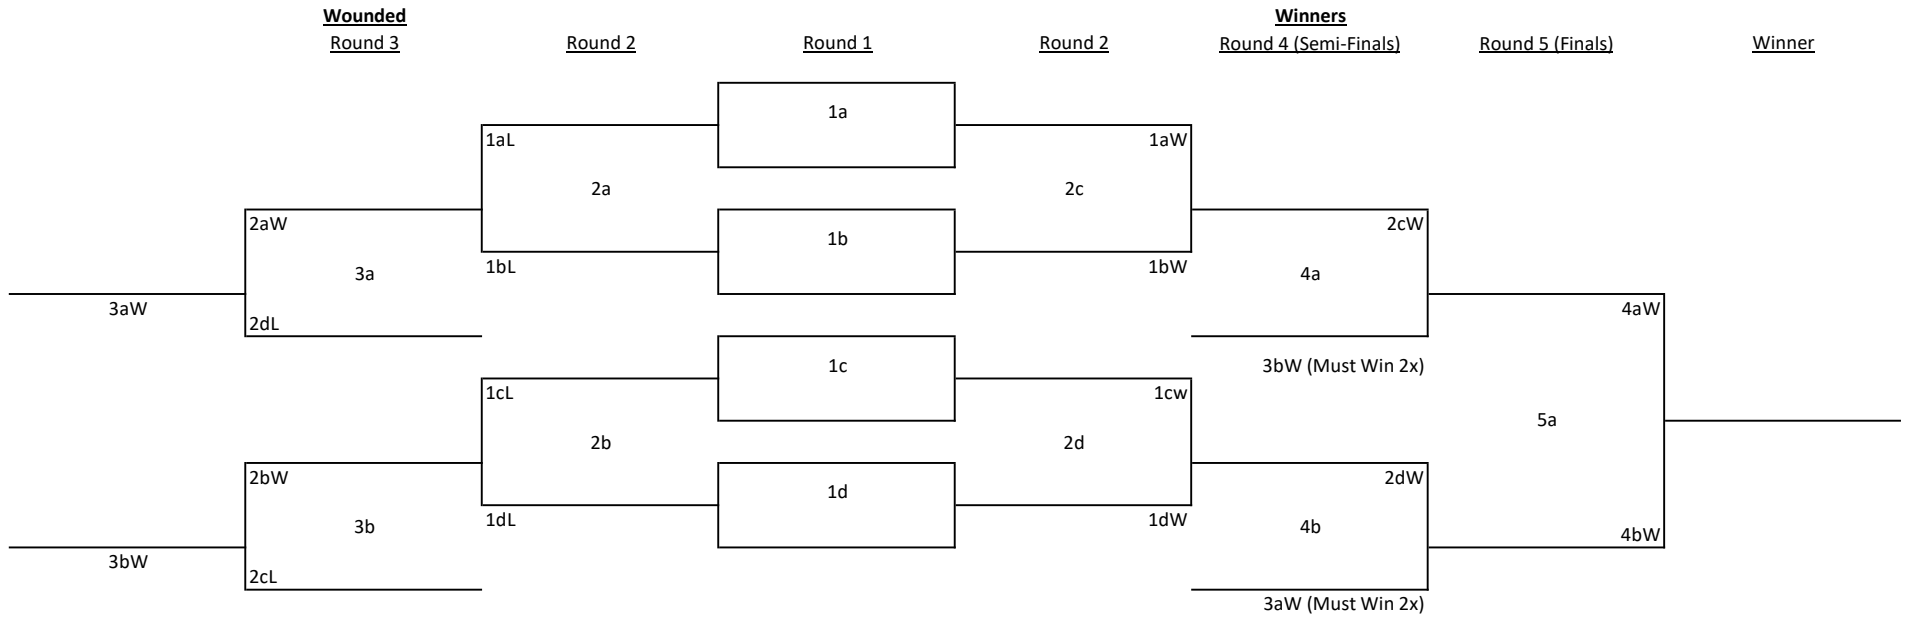 Wounded
Winners
Round 3
Round 2
Round 1
Round 2
Round 4 (Semi-Finals)
Round 5 (Finals)
Winner
1a
1aL
1aW
2a
2c
2aW
2cW
1b
1bL
1bW
3a
4a
3aW
4aW
2dL
1c
3bW (Must Win 2x)
1cL
1cw
5a
2b
2d
2bW
2dW
1d
1dL
1dW
3b
4b
4bW
3bW
2cL
3aW (Must Win 2x)